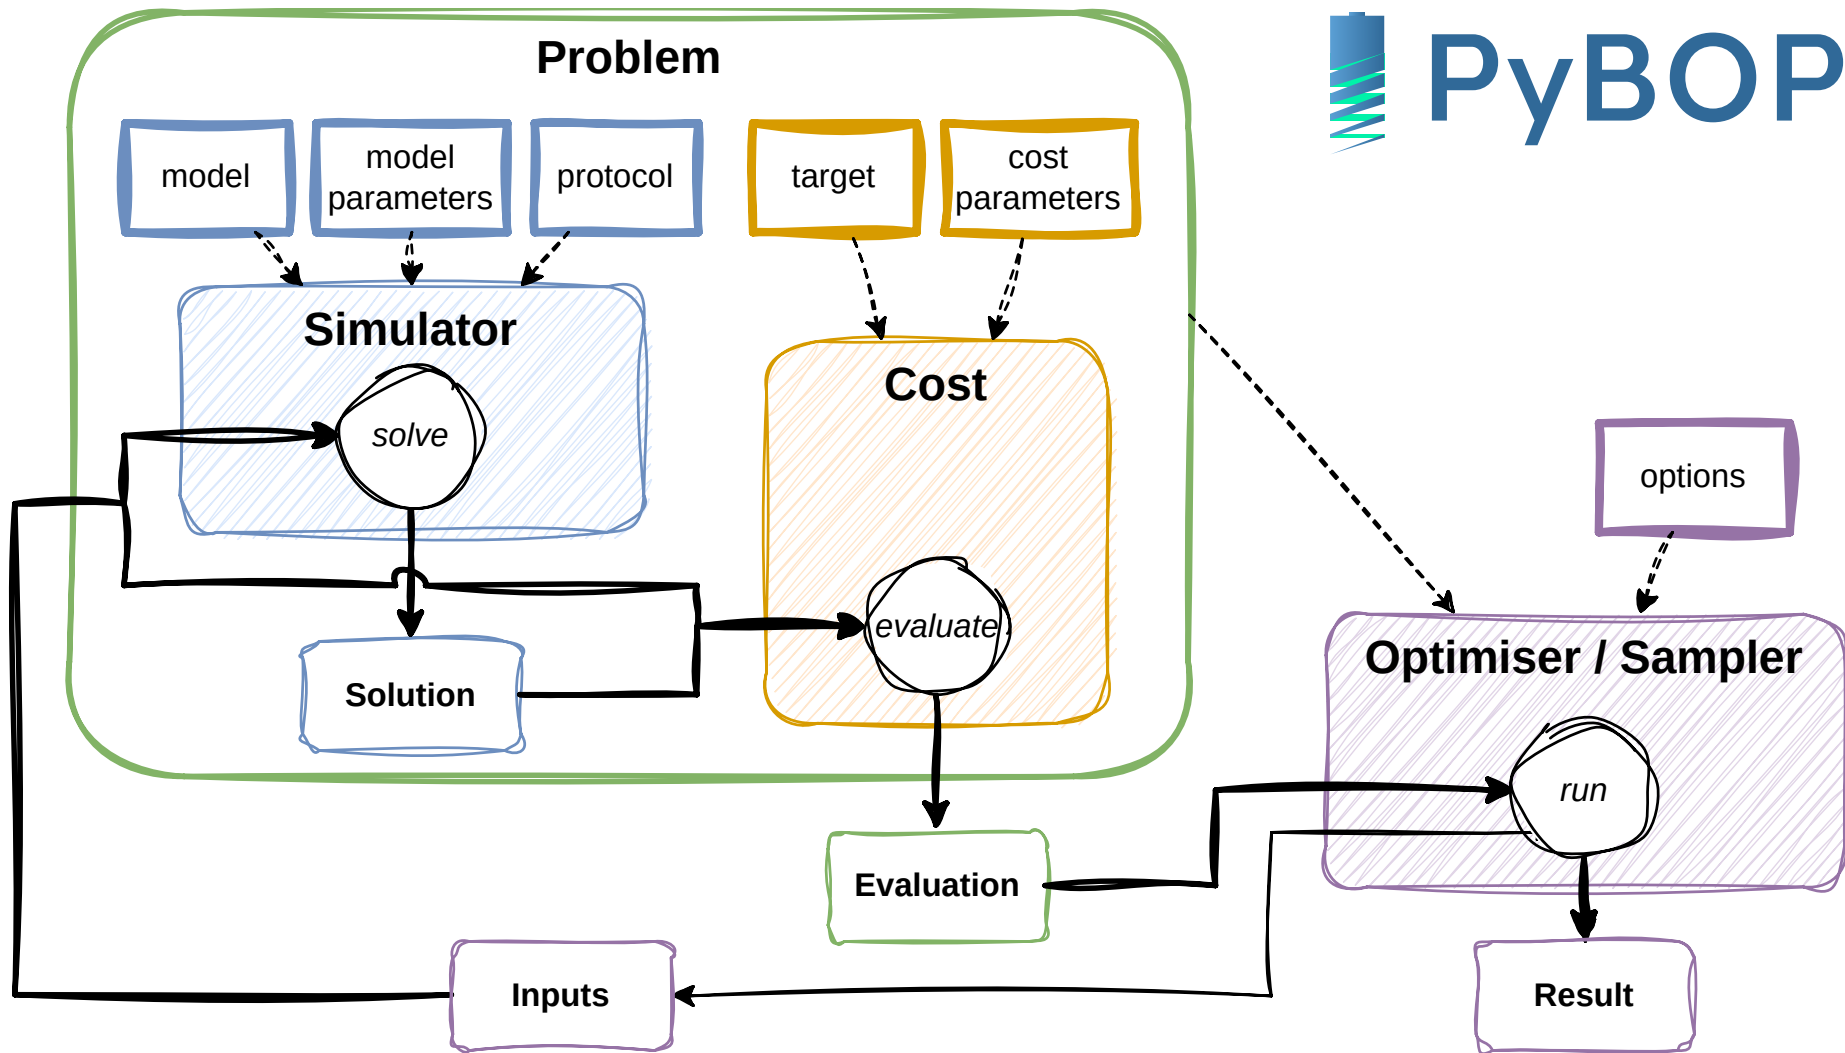 Problem
PyBOP
model
model
parameters
protocol
target
cost
parameters
Simulator
solve
Cost
evaluate
Solution
options
Optimiser / Sampler
run
Evaluation
Inputs
Result